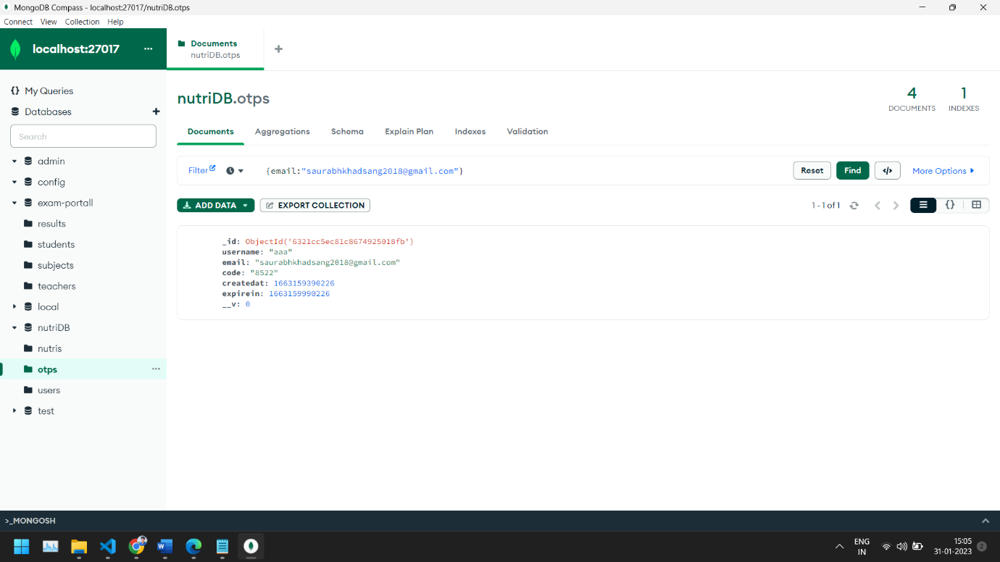 MongoDB Compass - localhost:27017/nutriDB.otps
Connect View Collection Help
localhost:27017 ...
Documents
nutriDB.otps
+
{} My Queries
Databases +
Search
admin
config
exam-portall
results
students
subjects
teachers
local
nutriDB
nutris
otps ...
users
test
nutriDB.otps
4
DOCUMENTS
1
INDEXES
Documents Aggregations Schema Explain Plan Indexes Validation
Filter {email:"saurabhkhadsang2018@gmail.com"} Reset Find </> More Options
ADD DATA EXPORT COLLECTION 1 - 1 of 1 {}
_id: ObjectId('6321cc5ec81c8674925018fb')
username: "aaa"
email: "saurabhkhadsang2018@gmail.com"
code: "8522"
createdat: 1663159390226
expirein: 1663159990226
__v: 0
>_MONGOSH
ENG
IN
15:05
31-01-2023
2